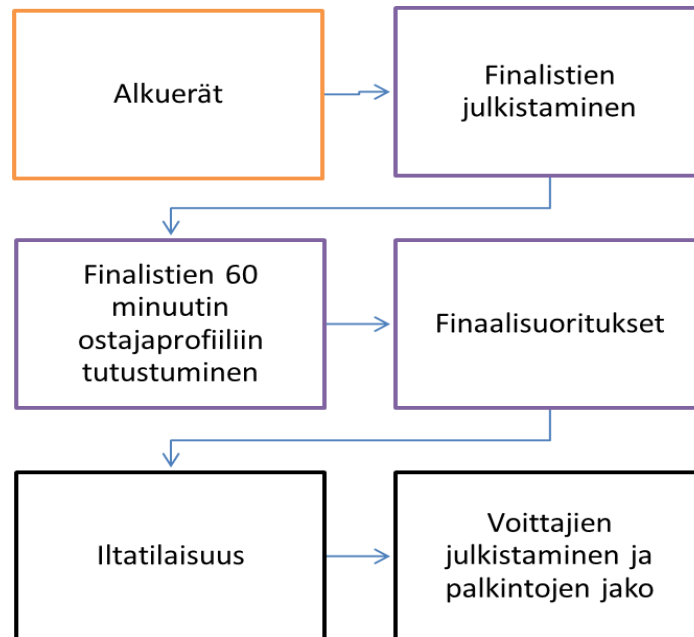 Alkuerät
Finalistien
julkistaminen
Finalistien 60
minuutin
ostajaprofiiliin
tutustuminen
Finaalisuoritukset
Iltatilaisuus
Voittajien
julkistaminen ja
palkintojen jako